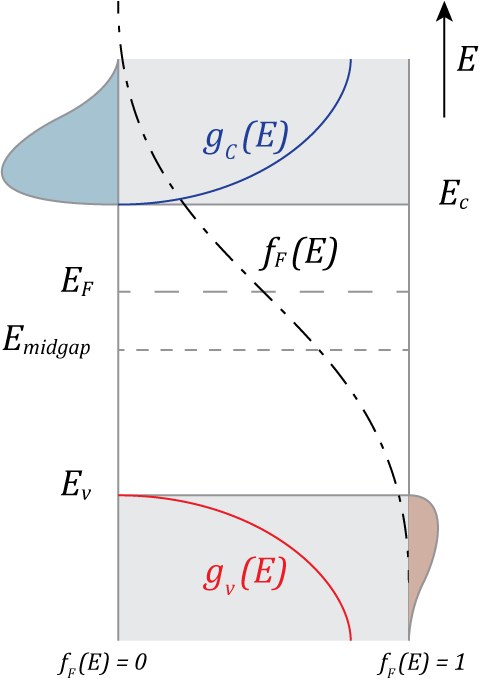 E
g_C(E)
E_c
f_F(E)
E_F
E_midgap
E_v
g_v(E)
f_F(E) = 0
f_F(E) = 1